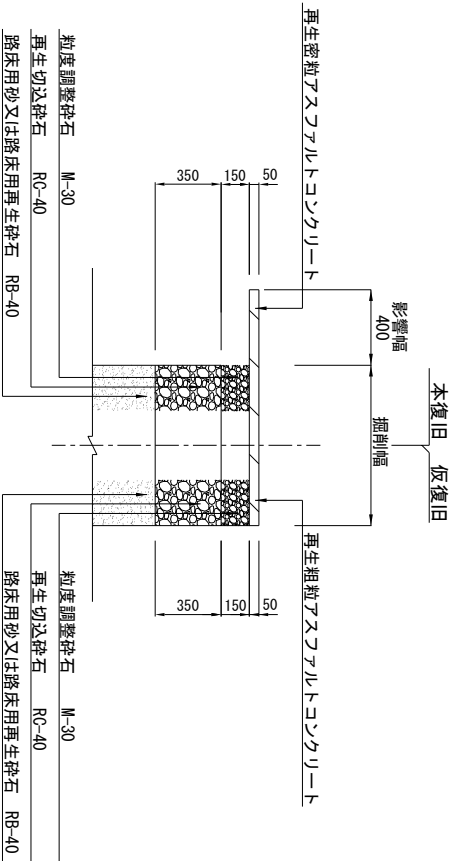 本復旧 仮復旧
影響幅
400
掘削幅
再生密粒アスファルトコンクリート
再生粗粒アスファルトコンクリート
50
150
350
50
150
350
粒度調整砕石 M-30
再生切込砕石 RC-40
路床用砂又は路床用再生砕石 RB-40
粒度調整砕石 M-30
再生切込砕石 RC-40
路床用砂又は路床用再生砕石 RB-40